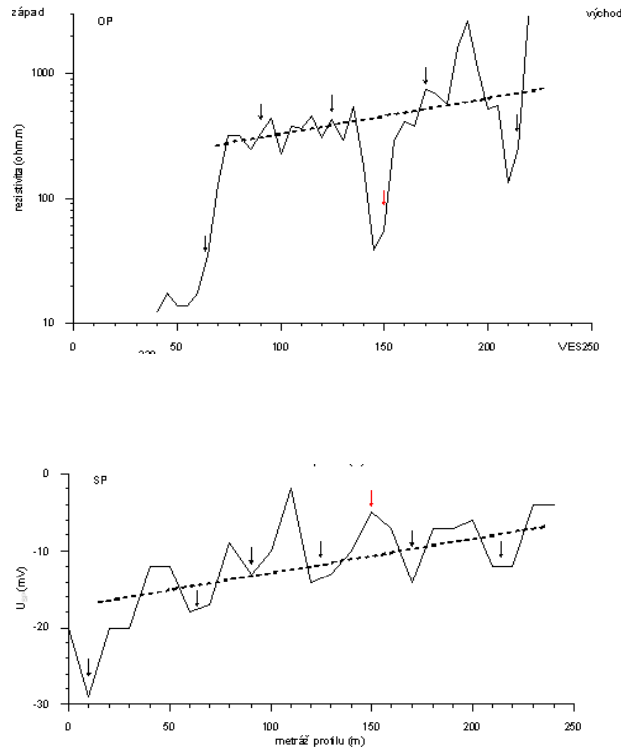 západ
východ
OP
1000
100
10
rezistivita (ohm.m)
0 50 100 150 200 VES250
SP
0
-10
-20
-30
(mV)
0 50 100 150 200 250
metráž profilu (m)